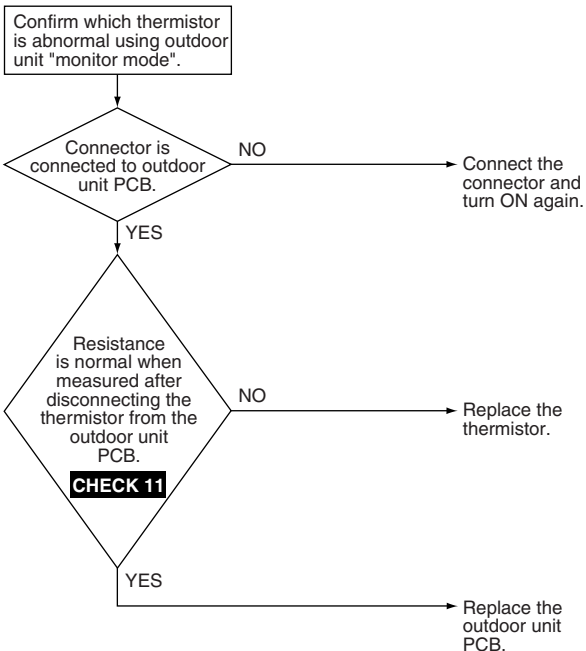 Confirm which thermistor
is abnormal using outdoor
unit "monitor mode".
Connector is
connected to outdoor
unit PCB.
NO
Connect the
connector and
turn ON again.
YES
Resistance
is normal when
measured after
disconnecting the
thermistor from the
outdoor unit
PCB.
CHECK 11
NO
Replace the
thermistor.
YES
Replace the
outdoor unit
PCB.